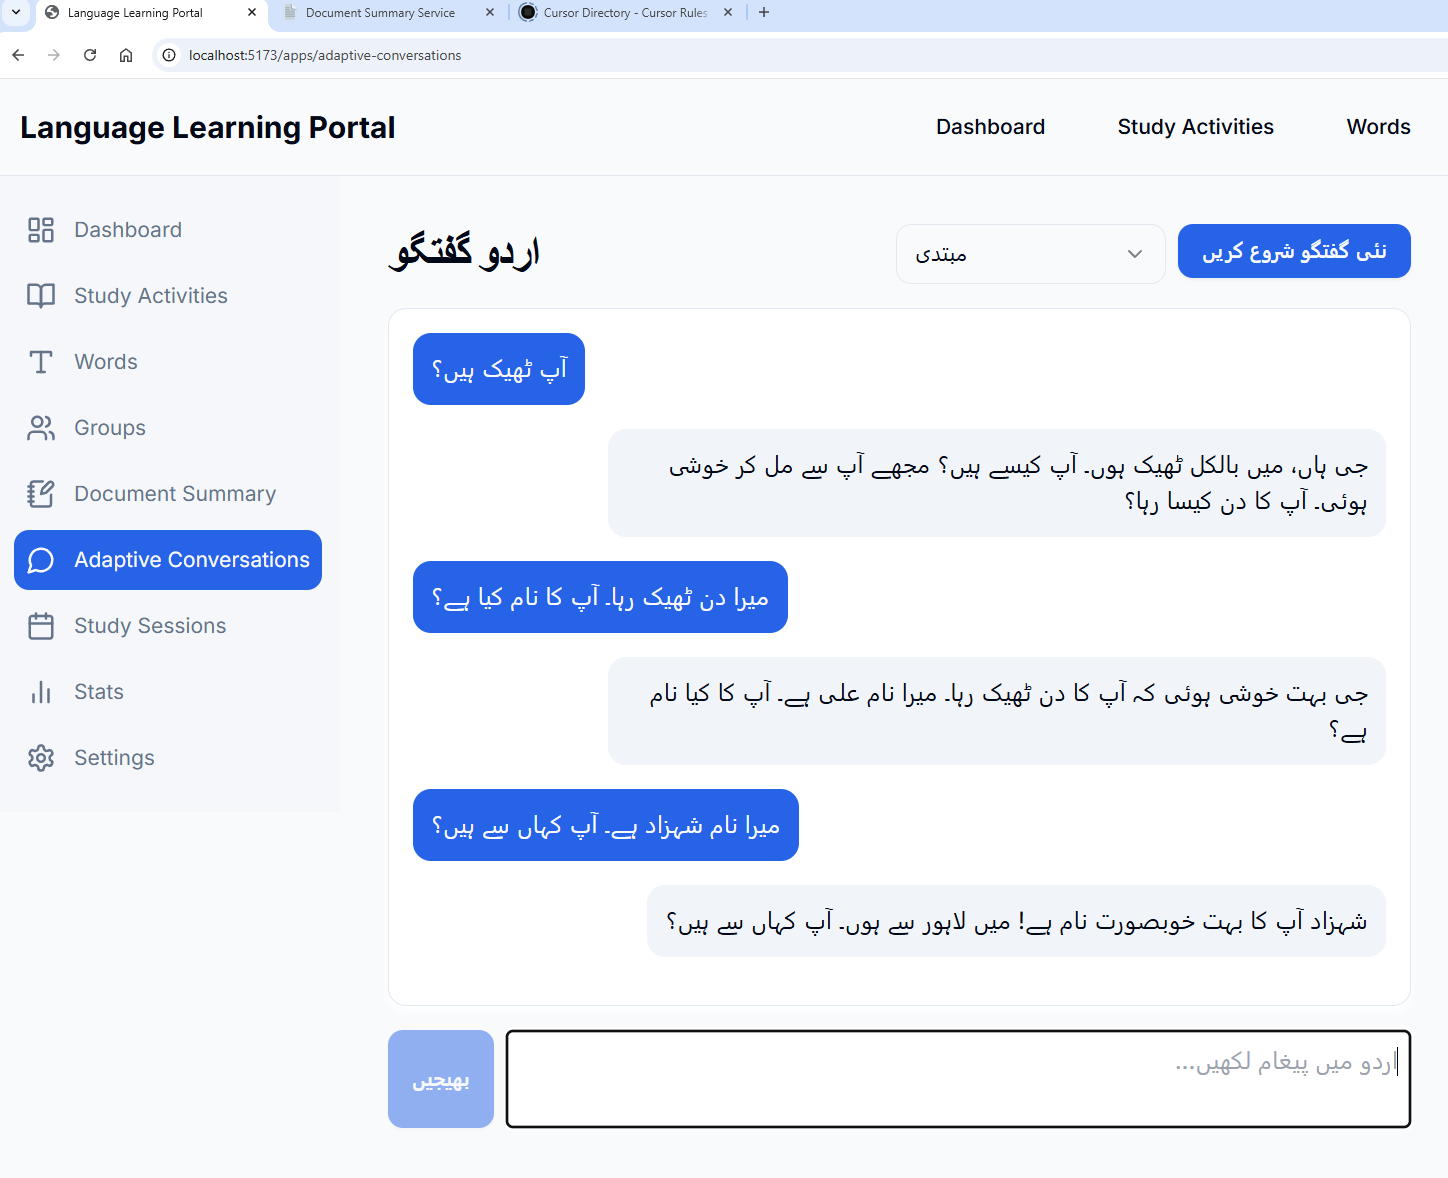 Language Learning Portal
Document Summary Service
Cursor Directory - Cursor Rules
localhost:5173/apps/adaptive-conversations
Language Learning Portal
Dashboard
Study Activities
Words
Dashboard
Study Activities
Words
Groups
Document Summary
Adaptive Conversations
Study Sessions
Stats
Settings
اردو گفتگو
مبتدی
نئی گفتگو شروع کریں
آپ ٹھیک ہیں؟
جی ہاں، میں بالکل ٹھیک ہوں۔ آپ کیسے ہیں؟ مجھے آپ سے مل کر خوشی
ہوئی۔ آپ کا دن کیسا رہا؟
میرا دن ٹھیک رہا۔ آپ کا نام کیا ہے؟
جی بہت خوشی ہوئی کہ آپ کا دن ٹھیک رہا۔ میرا نام علی ہے۔ آپ کا کیا نام
ہے؟
میرا نام شہزاد ہے۔ آپ کہاں سے ہیں؟
شہزاد آپ کا بہت خوبصورت نام ہے! میں لاہور سے ہوں۔ آپ کہاں سے ہیں؟
اردو میں پیغام لکھیں...
بھیجیں